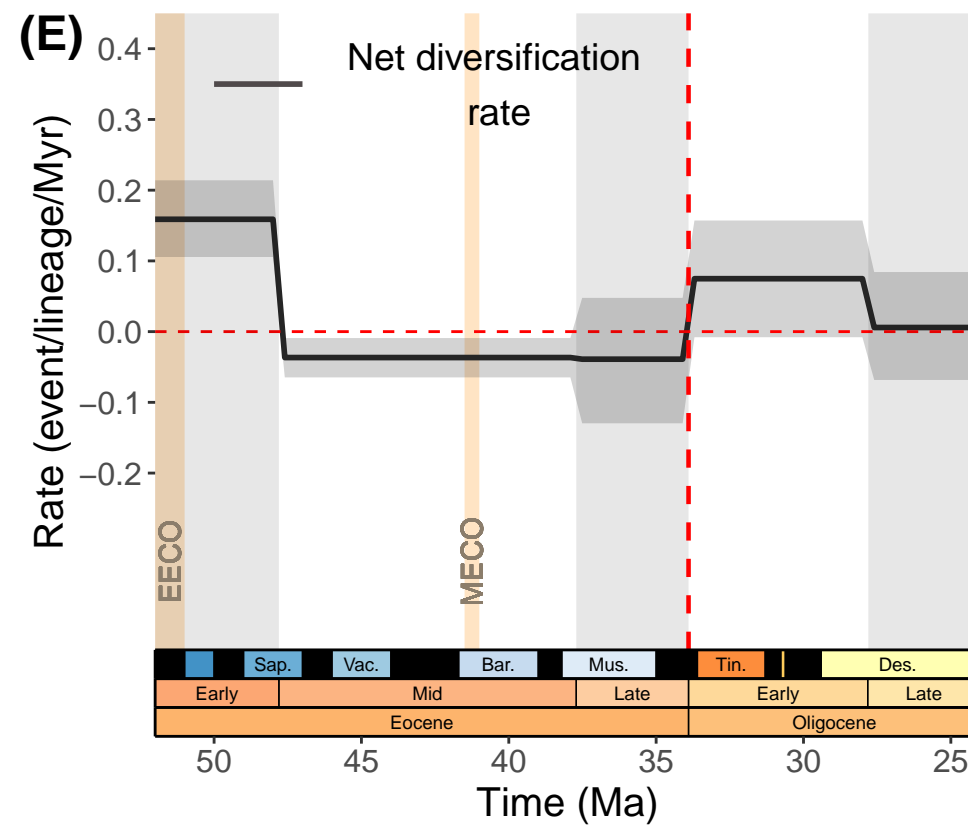 (E)
Net diversification
rate
Rate (event/lineage/Myr)
0.4
0.3
0.2
0.1
0.0
−0.1
−0.2
EECO
MECO
Sap. Vac. Bar. Mus. Tin. Des.
Early Mid Late Early Late
Eocene Oligocene
50 45 40 35 30 25
Time (Ma)